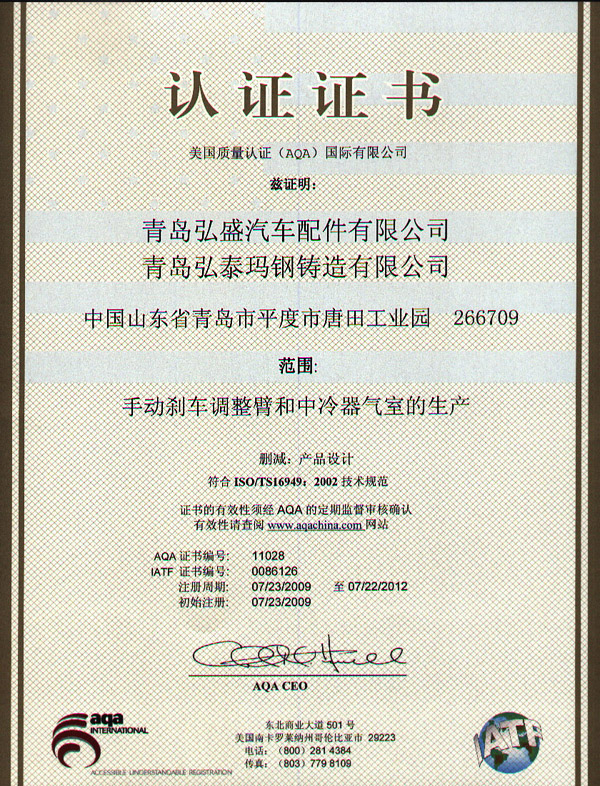 认证证书
美国质量认证（AQA）国际有限公司
兹证明：
青岛弘盛汽车配件有限公司
青岛弘泰玛钢铸造有限公司
中国山东省青岛市平度市唐田工业园 266709
范围:
手动刹车调整臂和中冷器气室的生产
删减：产品设计
符合 ISO/TS16949：2002 技术规范
证书的有效性须经 AQA 的定期监督审核确认
有效性请查阅 www.aqachina.com 网站
AQA 证书编号: 11028
IATF 证书编号: 0086126
注册周期: 07/23/2009 至 07/22/2012
初始注册: 07/23/2009
AQA CEO
aqa
INTERNATIONAL
ACCESSIBLE UNDERSTANDABLE REGISTRATION
东北商业大道 501 号
美国南卡罗莱纳州哥伦比亚市 29223
电话：（800）281 4384
传真：（803）779 8109
IATF